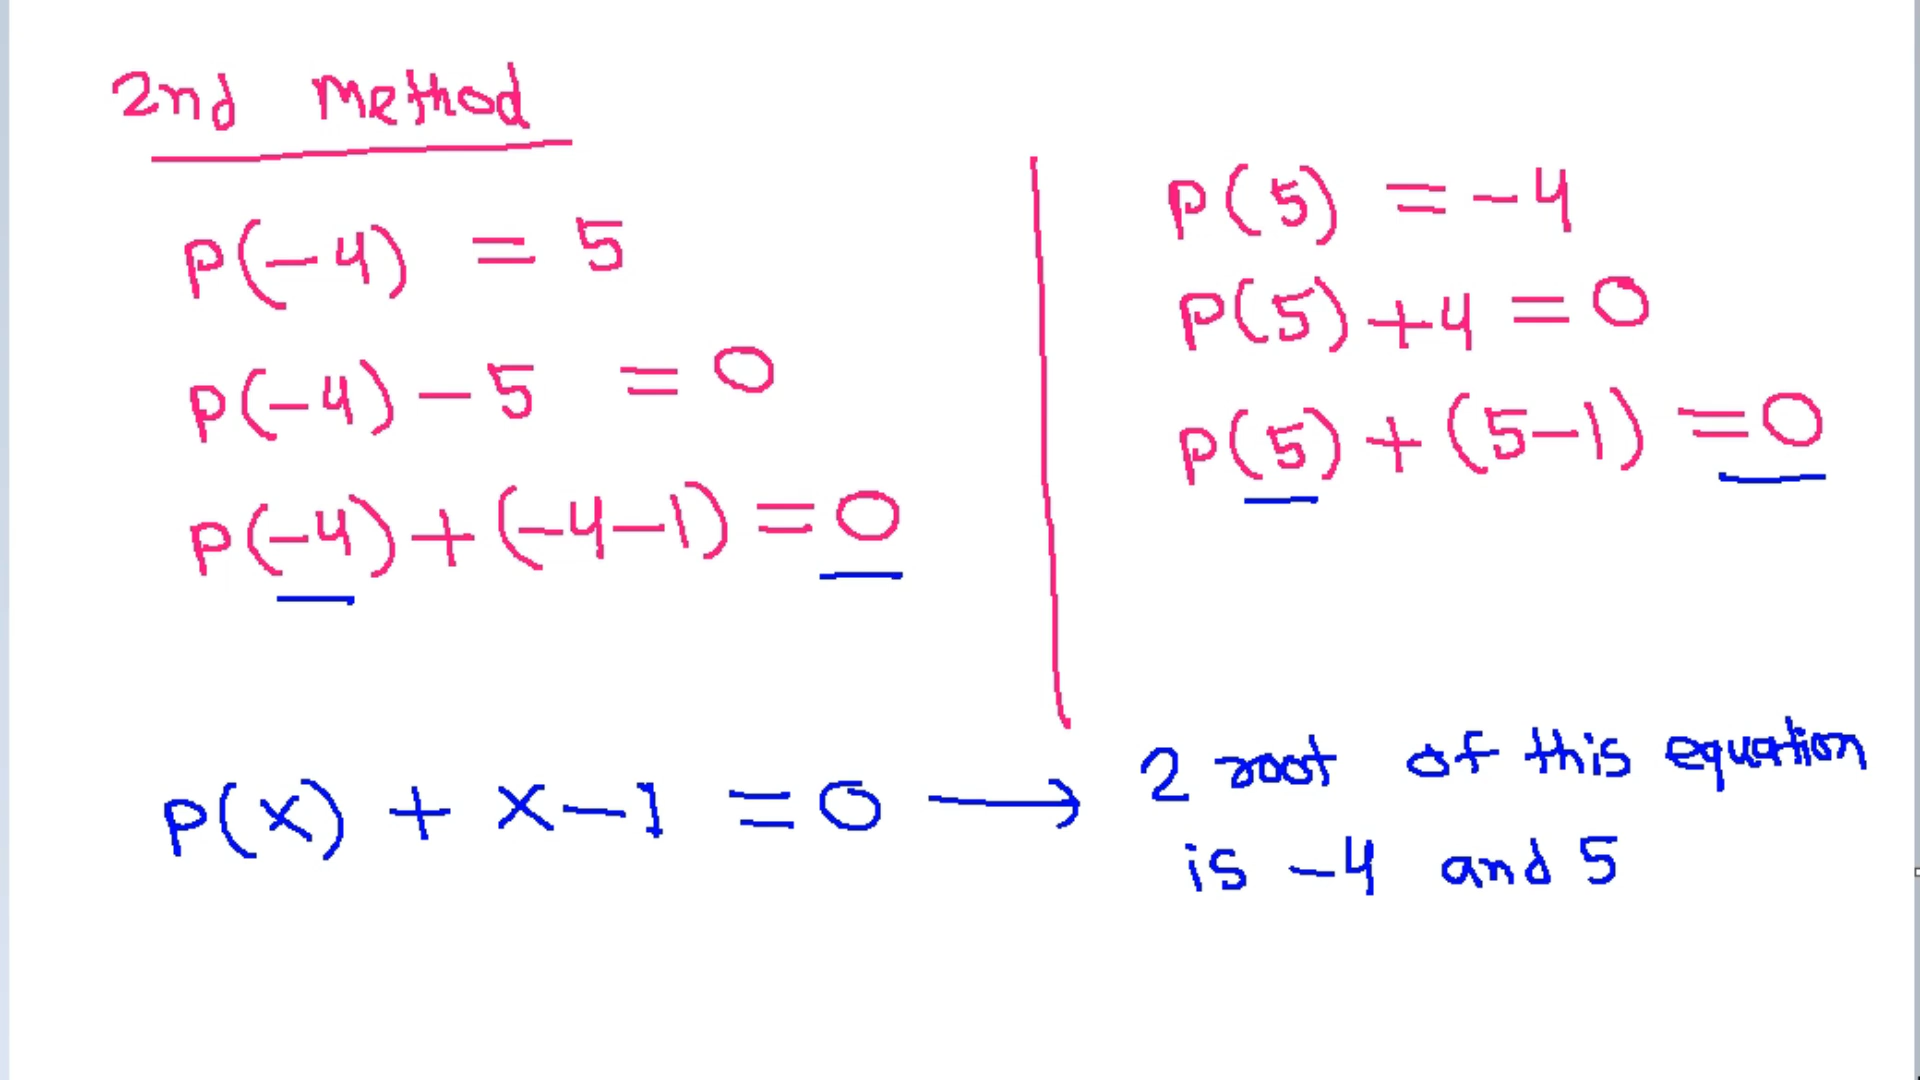 2nd Method
P(-4) = 5
P(-4) - 5 = 0
P(-4) + (-4-1) = 0
P(5) = -4
P(5) + 4 = 0
P(5) + (5-1) = 0
P(x) + x - 1 = 0 → 2 root of this equation
is -4 and 5